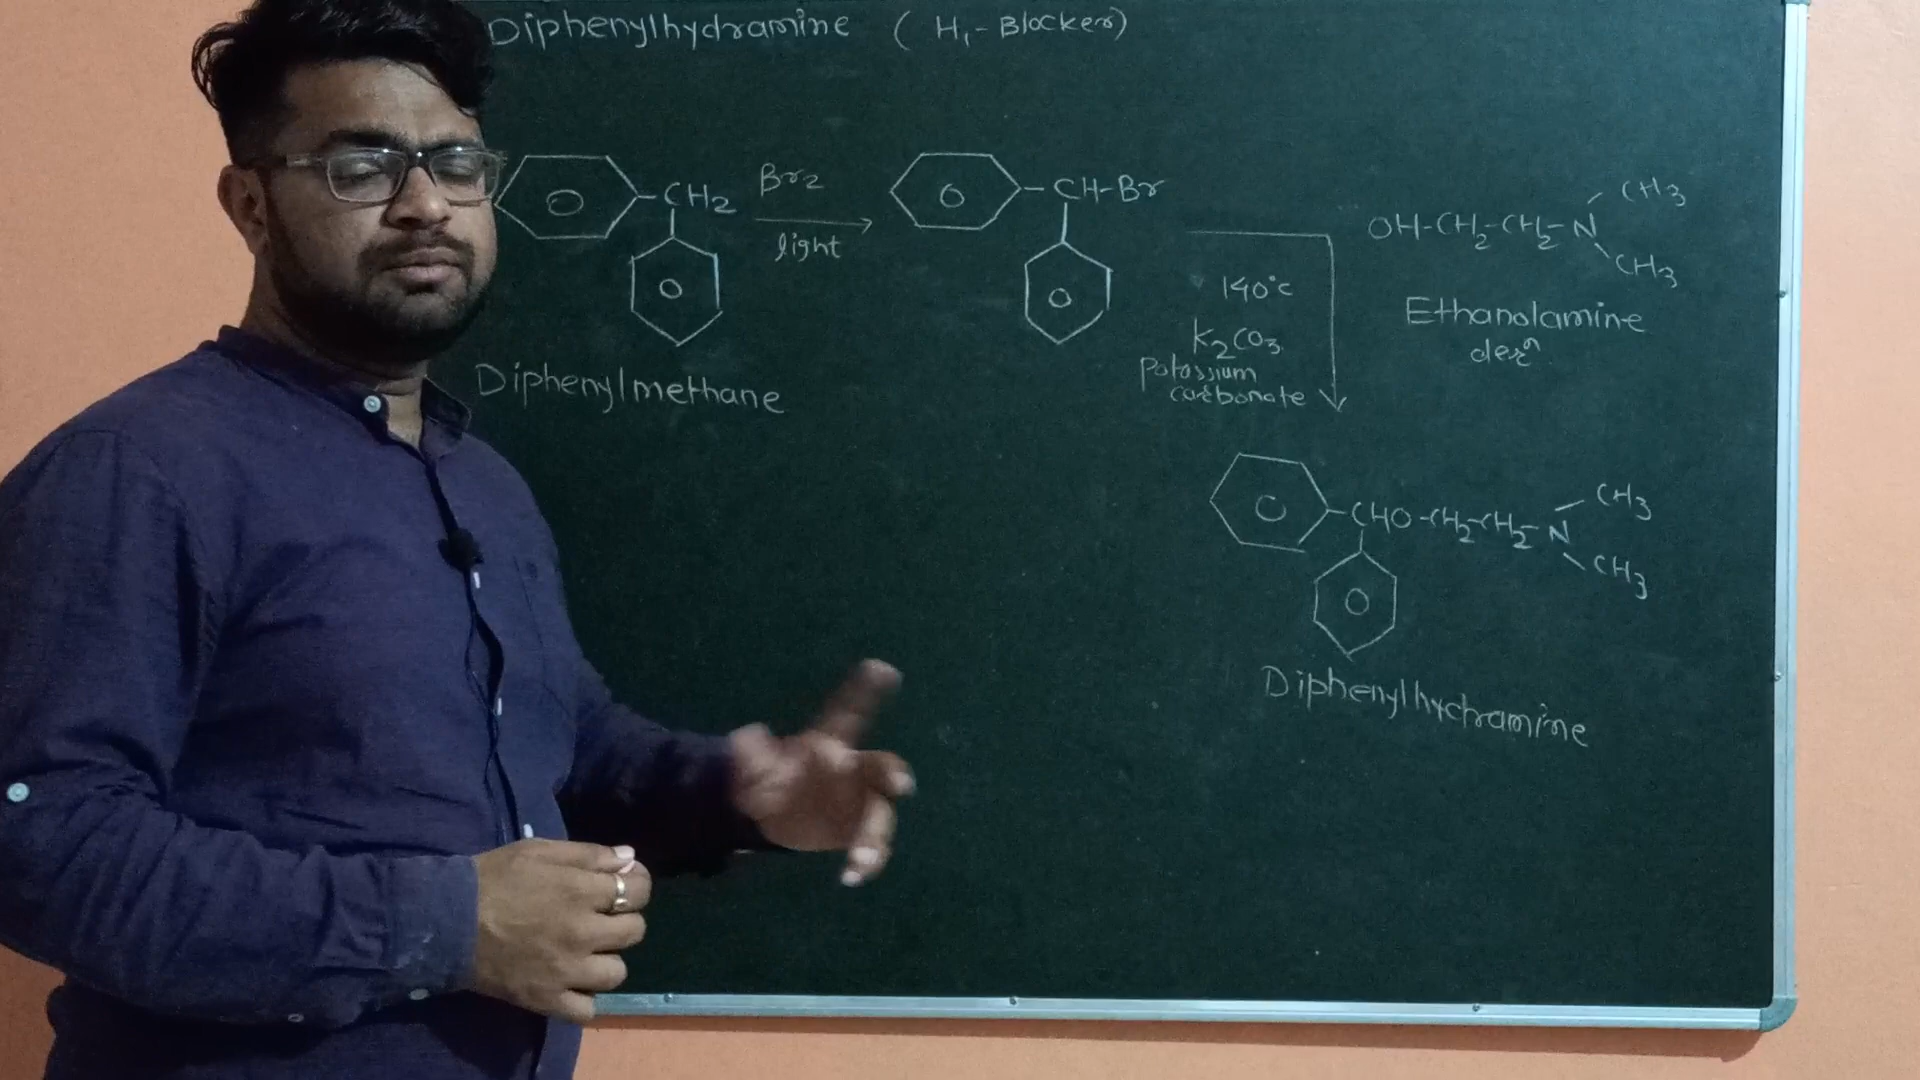 Diphenylhydramine ( H1-Blocker)
CH2
Br2
light
CH-Br
OH-CH2-CH2-N
CH3
CH3
140°c
K2CO3
Potassium
carbonate
Ethanolamine
derⁿ
Diphenylmethane
CHO-CH2-CH2-N
CH3
CH3
Diphenylhydramine